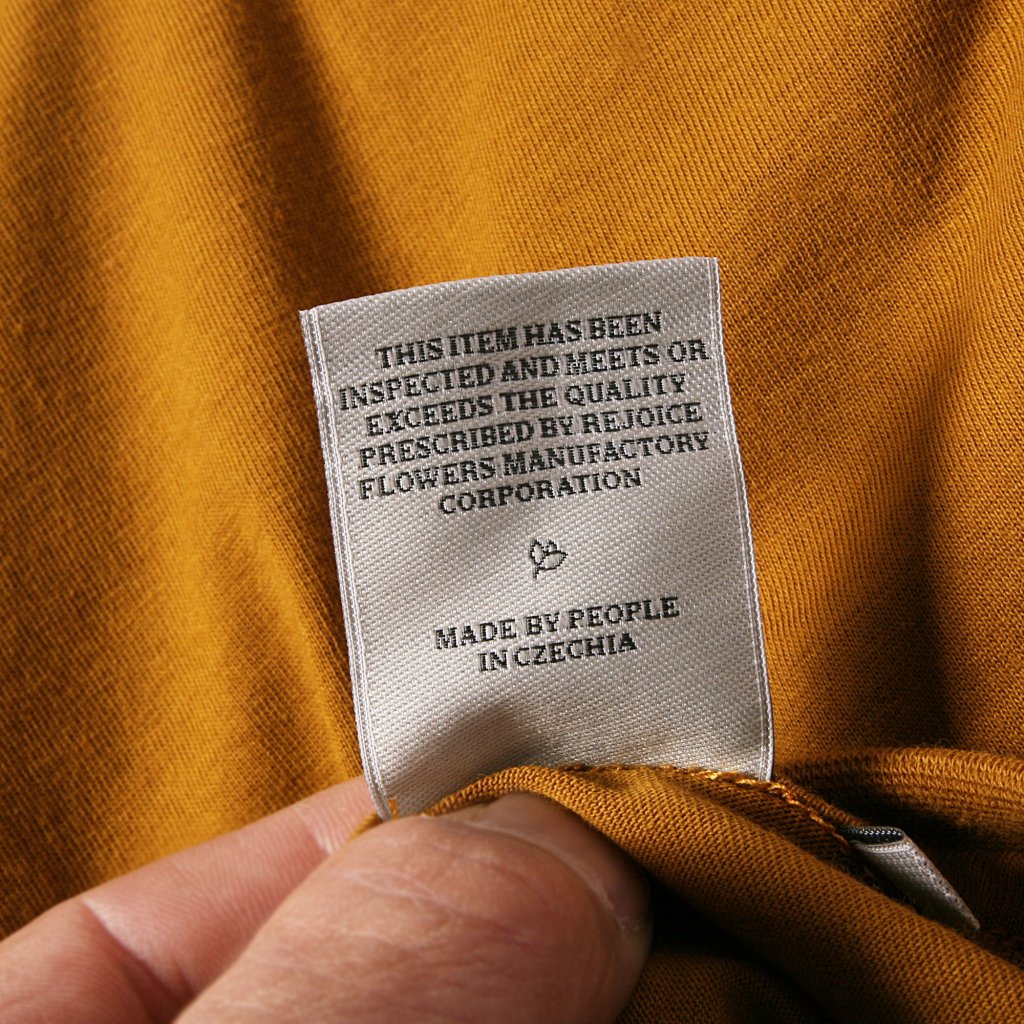 THIS ITEM HAS BEEN
INSPECTED AND MEETS OR
EXCEEDS THE QUALITY
PRESCRIBED BY REJOICE
FLOWERS MANUFACTORY
CORPORATION
MADE BY PEOPLE
IN CZECHIA